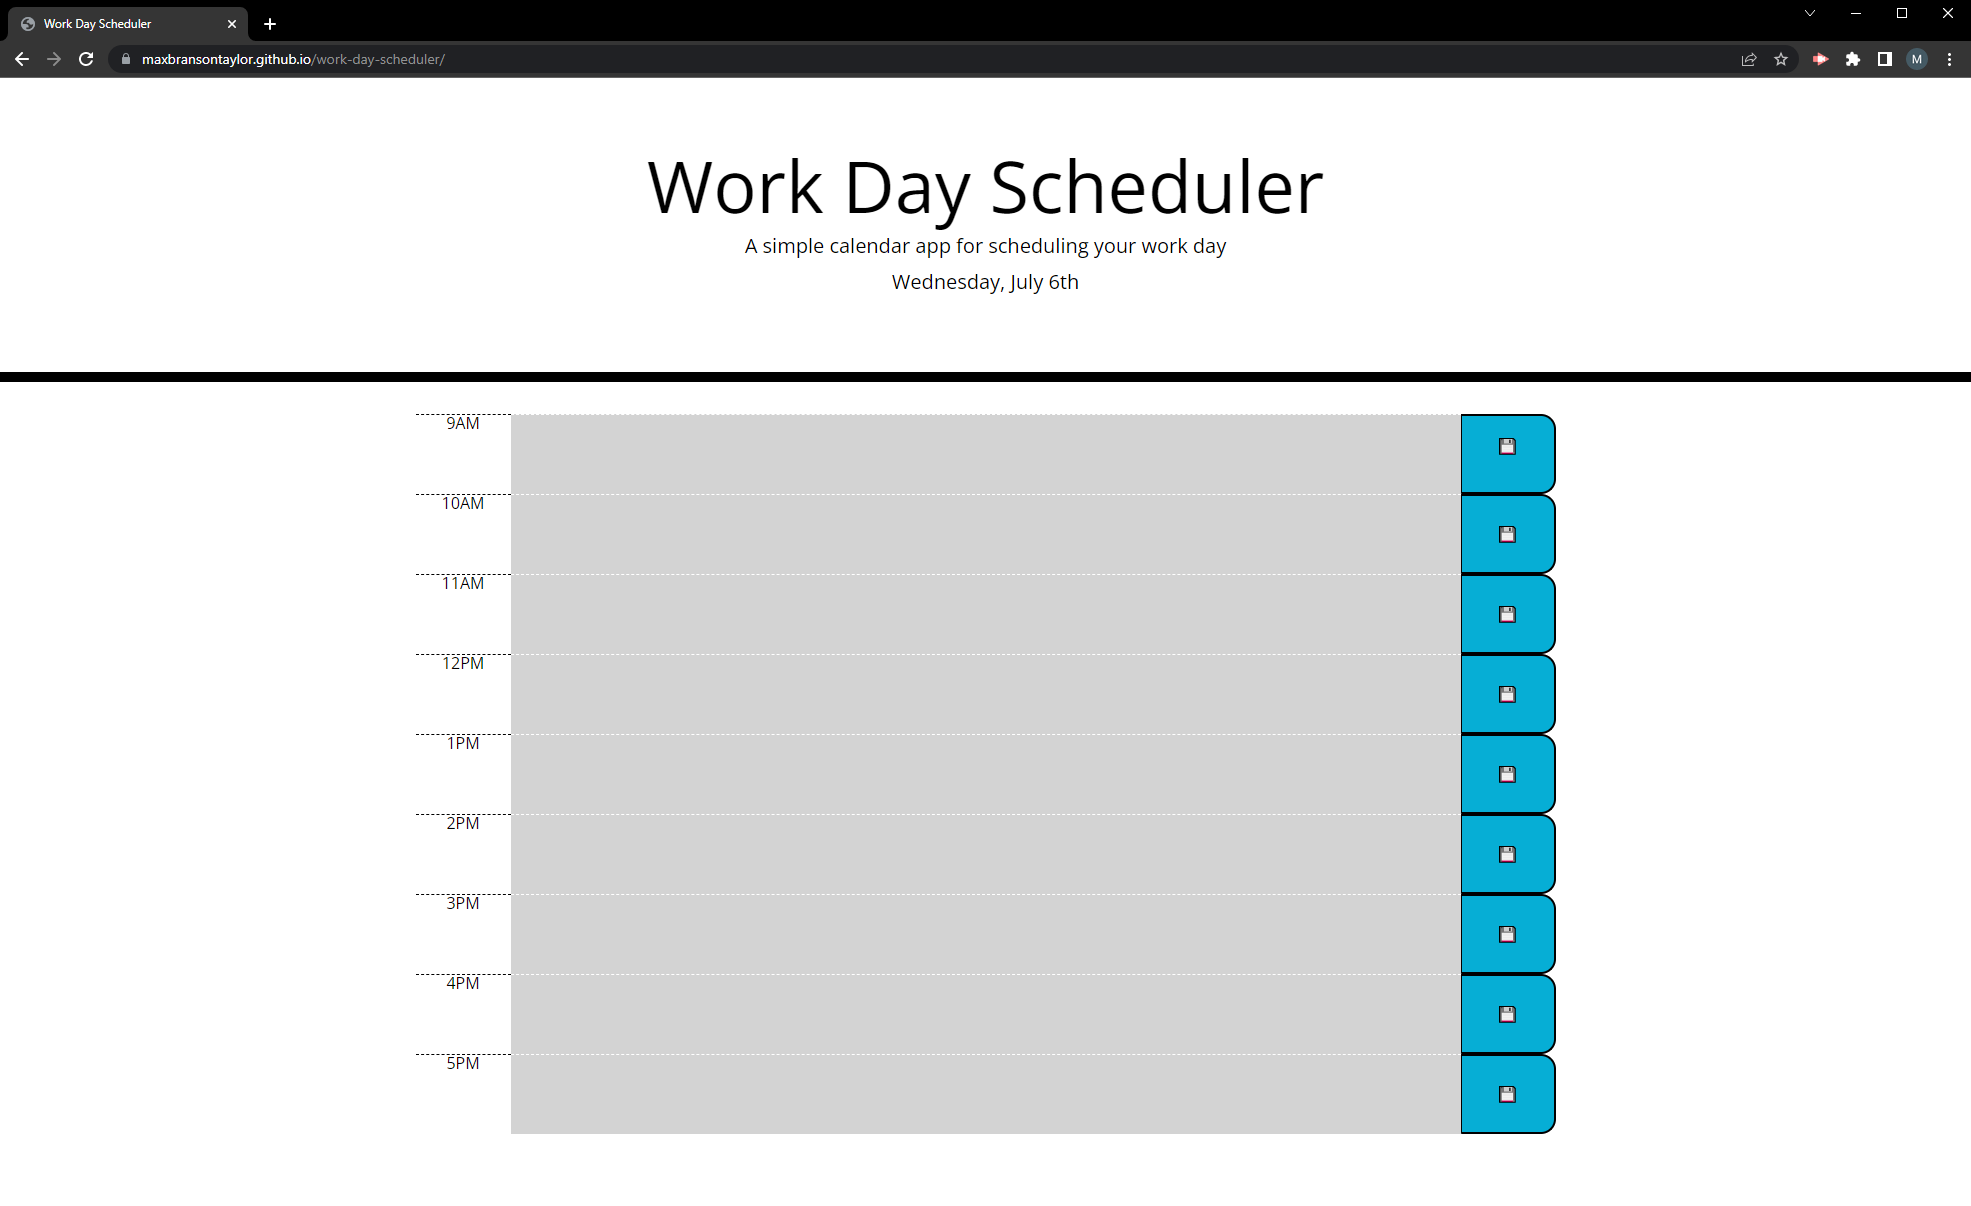 Work Day Scheduler
maxbransontaylor.github.io/work-day-scheduler/
M
Work Day Scheduler
A simple calendar app for scheduling your work day
Wednesday, July 6th
9AM
10AM
11AM
12PM
1PM
2PM
3PM
4PM
5PM